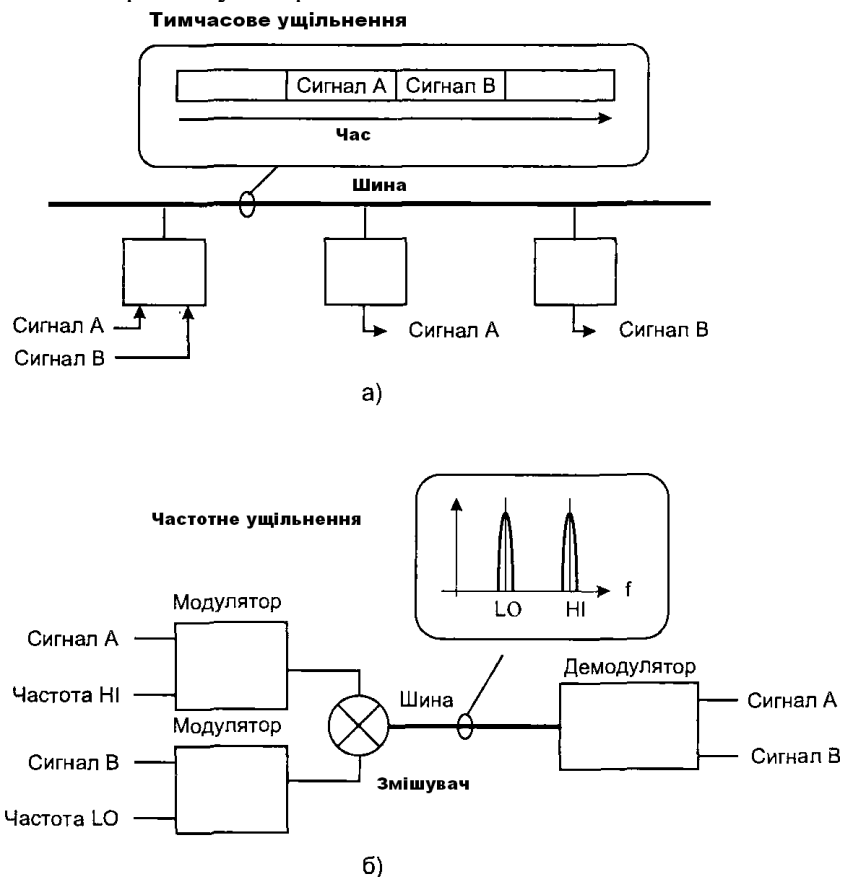 Тимчасове ущільнення
Сигнал А Сигнал В
Час
Шина
Сигнал А
Сигнал В
Сигнал А
Сигнал В
а)
Частотне ущільнення
f
LO HI
Модулятор
Сигнал А
Частота HI
Модулятор
Сигнал В
Частота LO
Шина
Змішувач
Демодулятор
Сигнал А
Сигнал В
б)